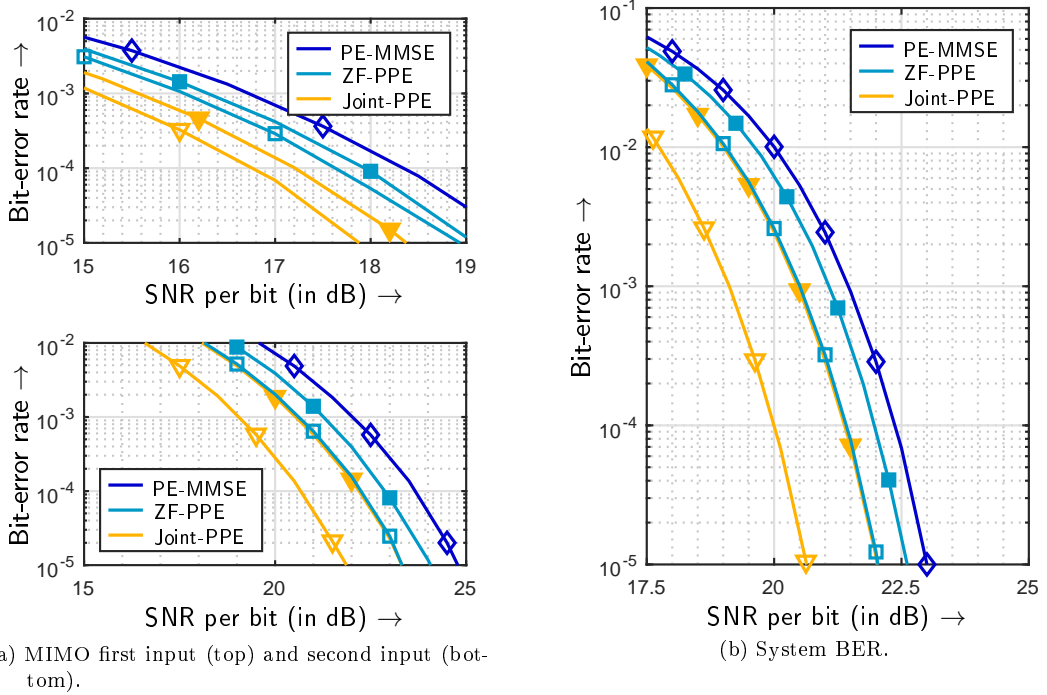 10^-2
10^-3
10^-4
10^-5
Bit-error rate →
PE-MMSE
ZF-PPE
Joint-PPE
15 16 17 18 19
SNR per bit (in dB) →
10^-2
10^-3
10^-4
10^-5
Bit-error rate →
PE-MMSE
ZF-PPE
Joint-PPE
15 20 25
SNR per bit (in dB) →
a) MIMO first input (top) and second input (bot-
tom).
10^-1
10^-2
10^-3
10^-4
10^-5
Bit-error rate →
PE-MMSE
ZF-PPE
Joint-PPE
17.5 20 22.5 25
SNR per bit (in dB) →
(b) System BER.